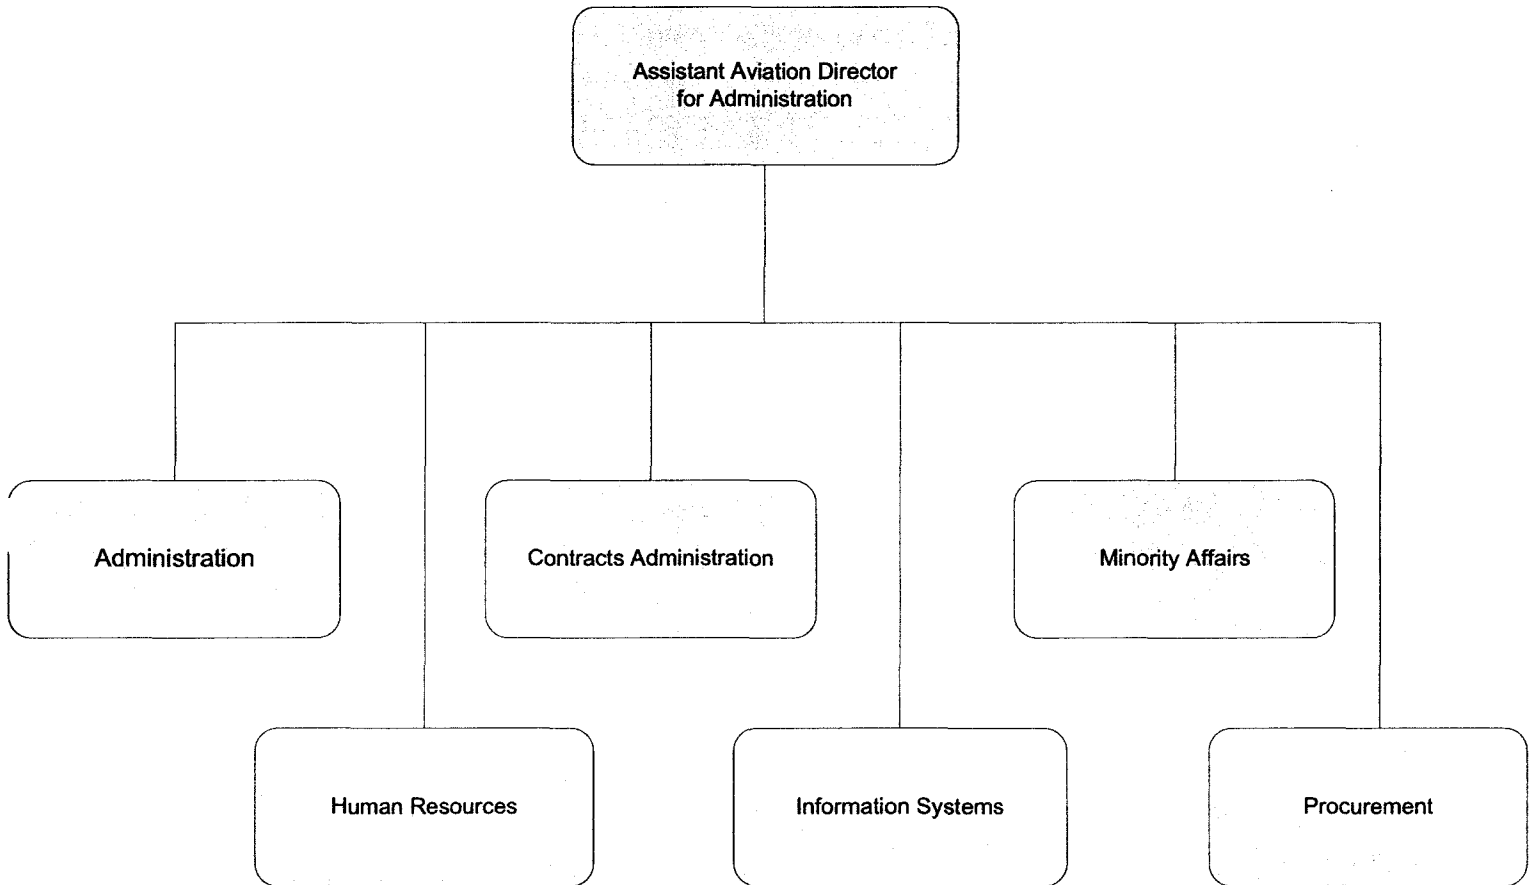 Assistant Aviation Director
for Administration
Administration
Contracts Administration
Minority Affairs
Human Resources
Information Systems
Procurement